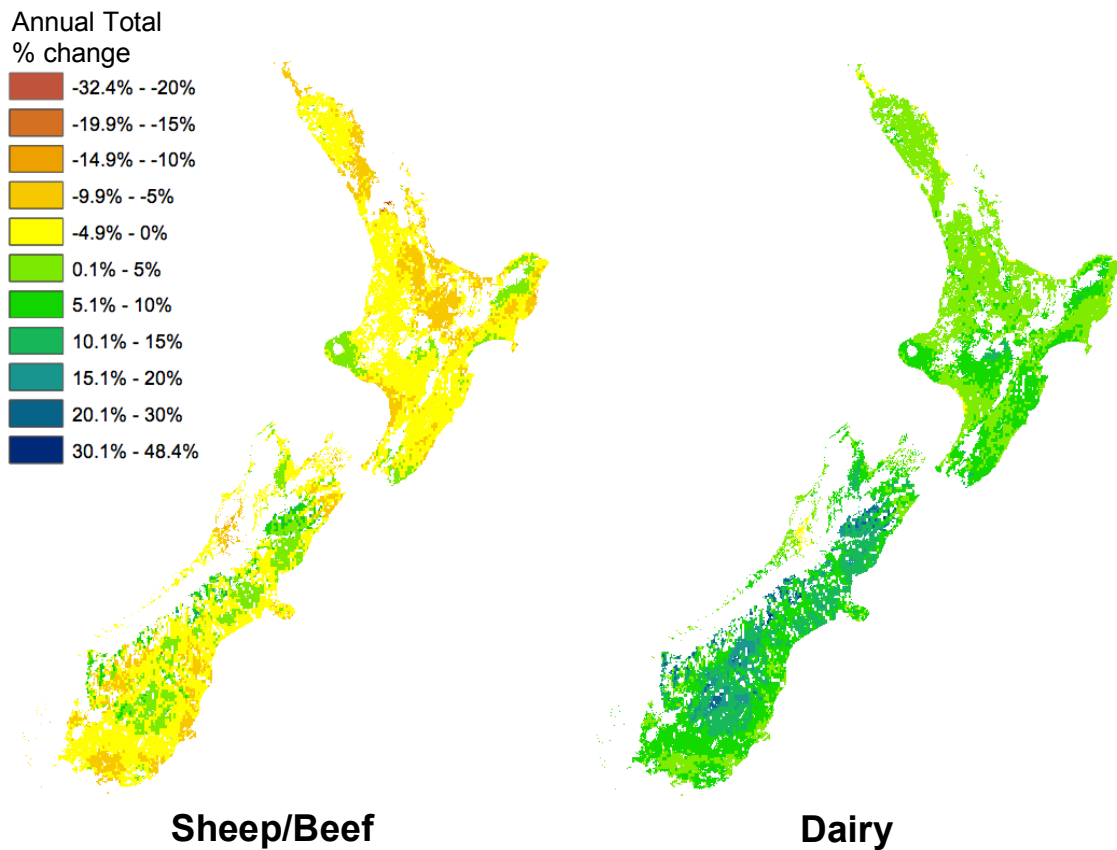 Annual Total
% change
-32.4% - -20%
-19.9% - -15%
-14.9% - -10%
-9.9% - -5%
-4.9% - 0%
0.1% - 5%
5.1% - 10%
10.1% - 15%
15.1% - 20%
20.1% - 30%
30.1% - 48.4%
Sheep/Beef
Dairy